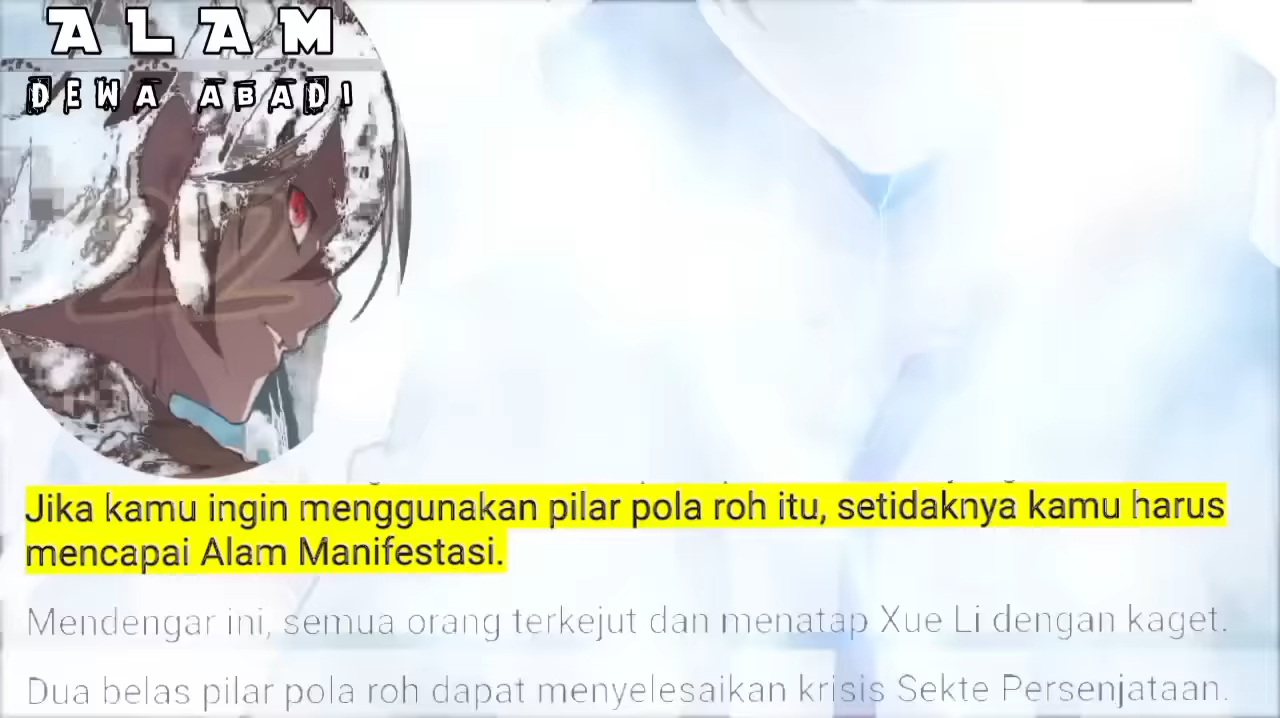 ALAM
DEWA ABADI
212
Jika kamu ingin menggunakan pilar pola roh itu, setidaknya kamu harus
mencapai Alam Manifestasi.
Mendengar ini, semua orang terkejut dan menatap Xue Li dengan kaget.
Dua belas pilar pola roh dapat menyelesaikan krisis Sekte Persenjataan.